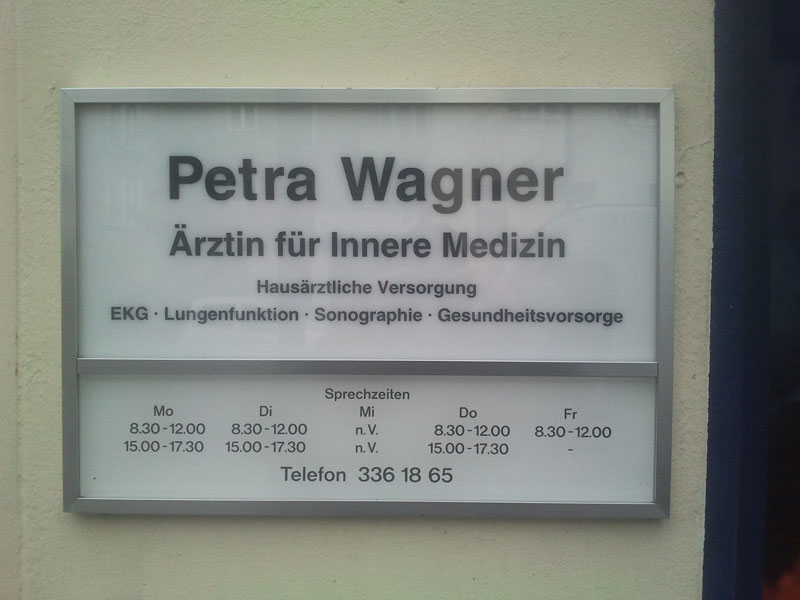 Petra Wagner
Ärztin für Innere Medizin
Hausärztliche Versorgung
EKG · Lungenfunktion · Sonographie · Gesundheitsvorsorge
Sprechzeiten
Mo Di Mi Do Fr
8.30-12.00 8.30-12.00 n.V. 8.30-12.00 8.30-12.00
15.00-17.30 15.00-17.30 n.V. 15.00-17.30 -
Telefon 336 18 65